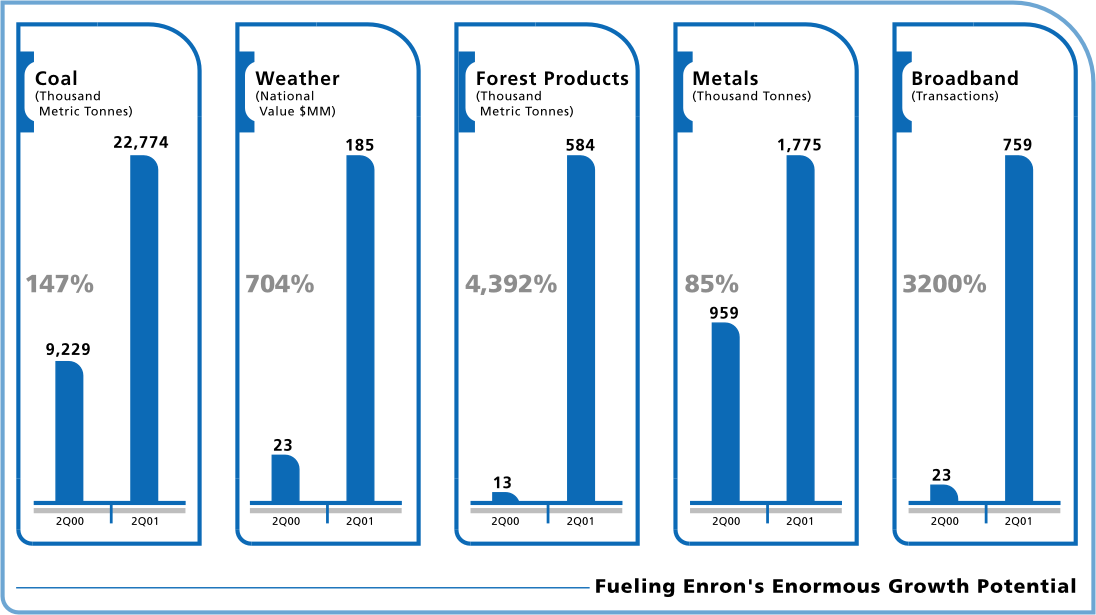 Coal
(Thousand
Metric Tonnes)
22,774
147%
9,229
2Q00 2Q01
Weather
(National
Value $MM)
185
704%
23
2Q00 2Q01
Forest Products
(Thousand
Metric Tonnes)
584
4,392%
13
2Q00 2Q01
Metals
(Thousand Tonnes)
1,775
85%
959
2Q00 2Q01
Broadband
(Transactions)
759
3200%
23
2Q00 2Q01
Fueling Enron's Enormous Growth Potential